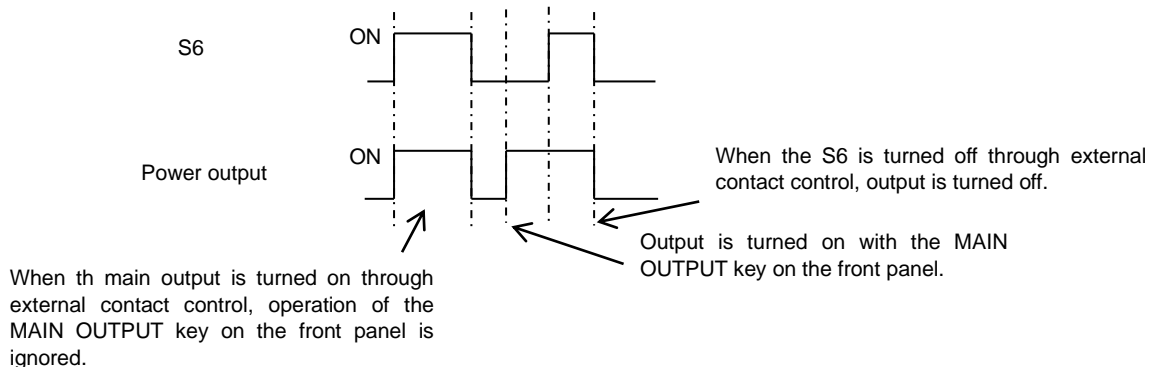 S6
ON
Power output
ON
When the S6 is turned off through external
contact control, output is turned off.
Output is turned on with the MAIN
OUTPUT key on the front panel.
When th main output is turned on through
external contact control, operation of the
MAIN OUTPUT key on the front panel is
ignored.